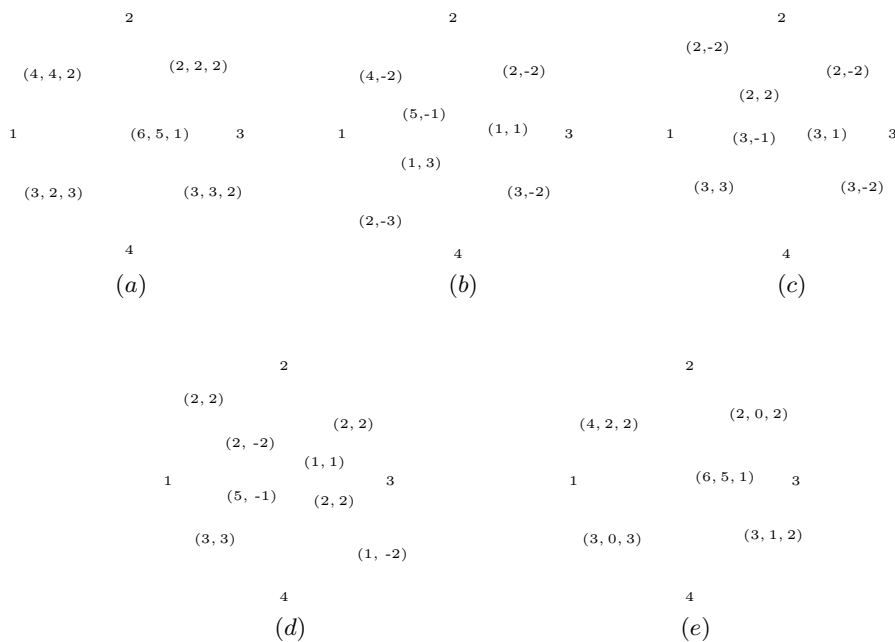 2 2 2
(4, 4, 2) (2, 2, 2) (4,-2) (2,-2) (2,-2) (2,-2)
(5,-1) (2, 2)
1 (6, 5, 1) 3 1 (1, 1) 3 1 (3,-1) (3, 1) 3
(1, 3)
(3, 2, 3) (3, 3, 2) (2,-3) (3,-2) (3, 3) (3,-2)
4 4 4
(a) (b) (c)
2 2
(2, 2) (2, 2) (4, 2, 2) (2, 0, 2)
(2, -2) (1, 1)
1 3 1 (6, 5, 1) 3
(5, -1) (2, 2)
(3, 3) (1, -2) (3, 0, 3) (3, 1, 2)
4 4
(d) (e)